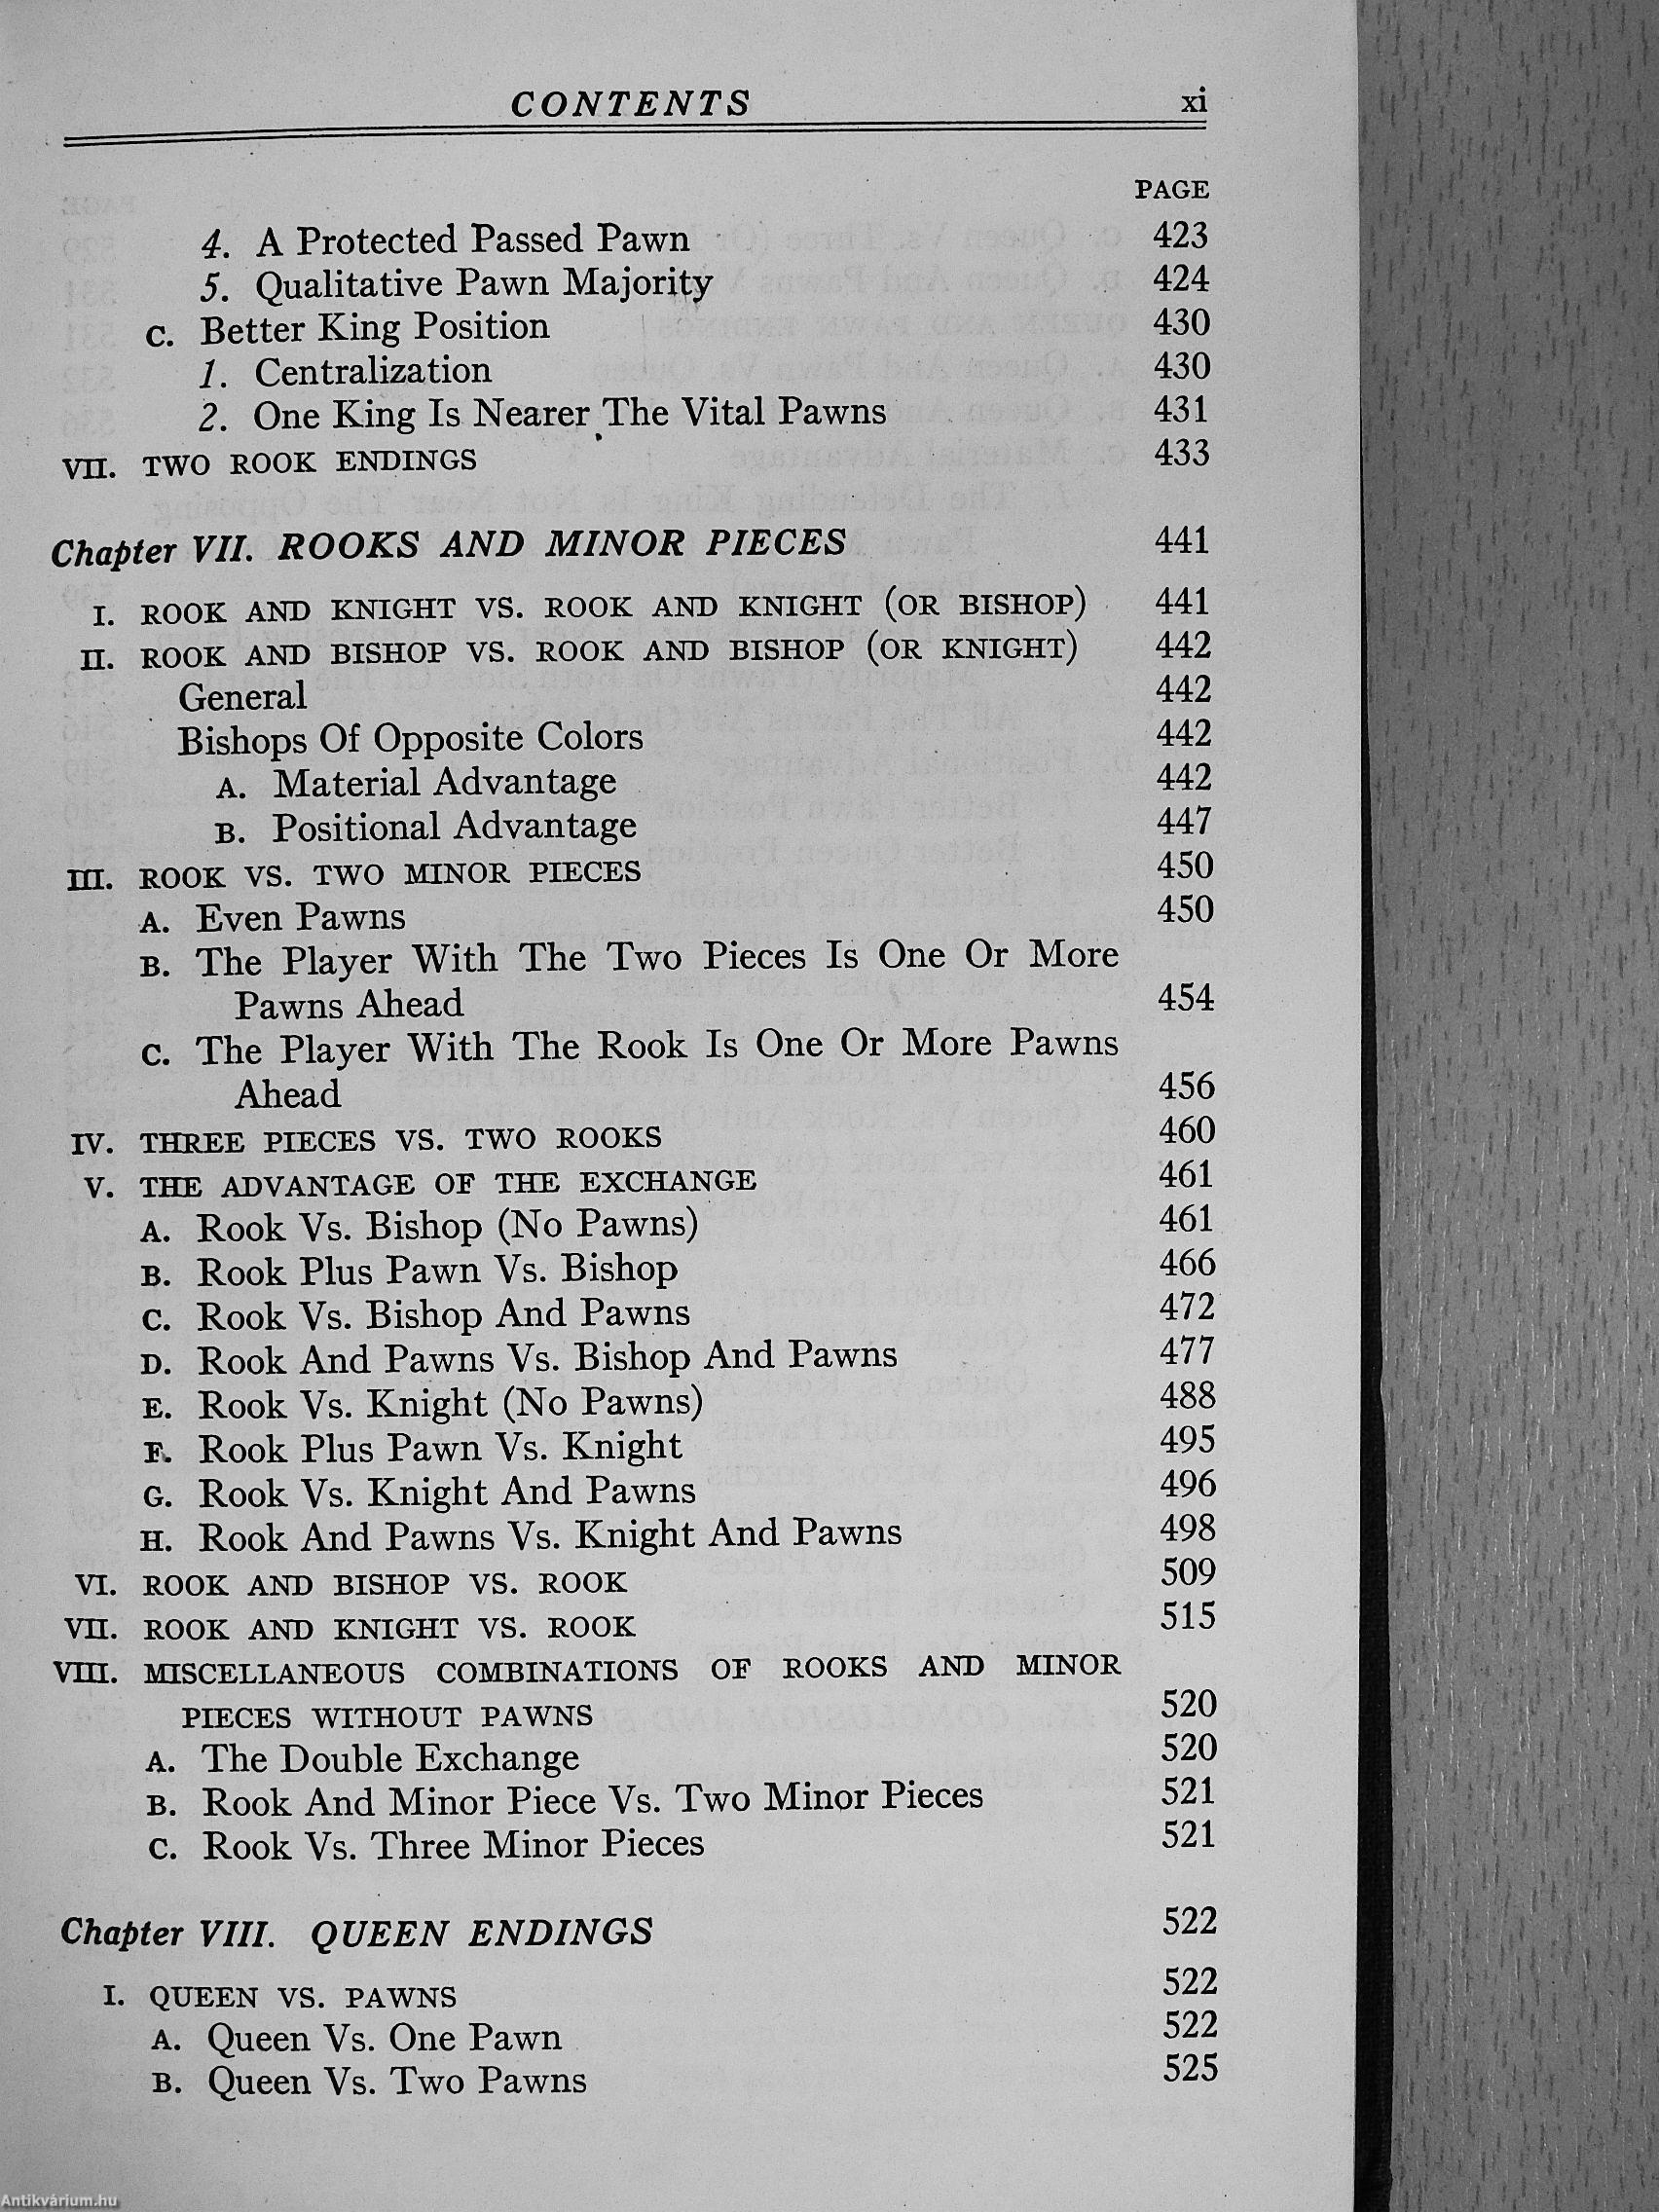 CONTENTS xi
PAGE
4. A Protected Passed Pawn 423
5. Qualitative Pawn Majority 424
C. Better King Position 430
1. Centralization 430
2. One King Is Nearer The Vital Pawns 431
VII. TWO ROOK ENDINGS 433
Chapter VII. ROOKS AND MINOR PIECES 441
I. ROOK AND KNIGHT VS. ROOK AND KNIGHT (OR BISHOP) 441
II. ROOK AND BISHOP VS. ROOK AND BISHOP (OR KNIGHT) 442
General 442
Bishops Of Opposite Colors 442
A. Material Advantage 442
B. Positional Advantage 447
III. ROOK VS. TWO MINOR PIECES 450
A. Even Pawns 450
B. The Player With The Two Pieces Is One Or More
Pawns Ahead 454
C. The Player With The Rook Is One Or More Pawns
Ahead 456
IV. THREE PIECES VS. TWO ROOKS 460
V. THE ADVANTAGE OF THE EXCHANGE 461
A. Rook Vs. Bishop (No Pawns) 461
B. Rook Plus Pawn Vs. Bishop 466
C. Rook Vs. Bishop And Pawns 472
D. Rook And Pawns Vs. Bishop And Pawns 477
E. Rook Vs. Knight (No Pawns) 488
F. Rook Plus Pawn Vs. Knight 495
G. Rook Vs. Knight And Pawns 496
H. Rook And Pawns Vs. Knight And Pawns 498
VI. ROOK AND BISHOP VS. ROOK 509
VII. ROOK AND KNIGHT VS. ROOK 515
VIII. MISCELLANEOUS COMBINATIONS OF ROOKS AND MINOR
PIECES WITHOUT PAWNS 520
A. The Double Exchange 520
B. Rook And Minor Piece Vs. Two Minor Pieces 521
C. Rook Vs. Three Minor Pieces 521
Chapter VIII. QUEEN ENDINGS 522
I. QUEEN VS. PAWNS 522
A. Queen Vs. One Pawn 522
B. Queen Vs. Two Pawns 525
Antikvárium.hu